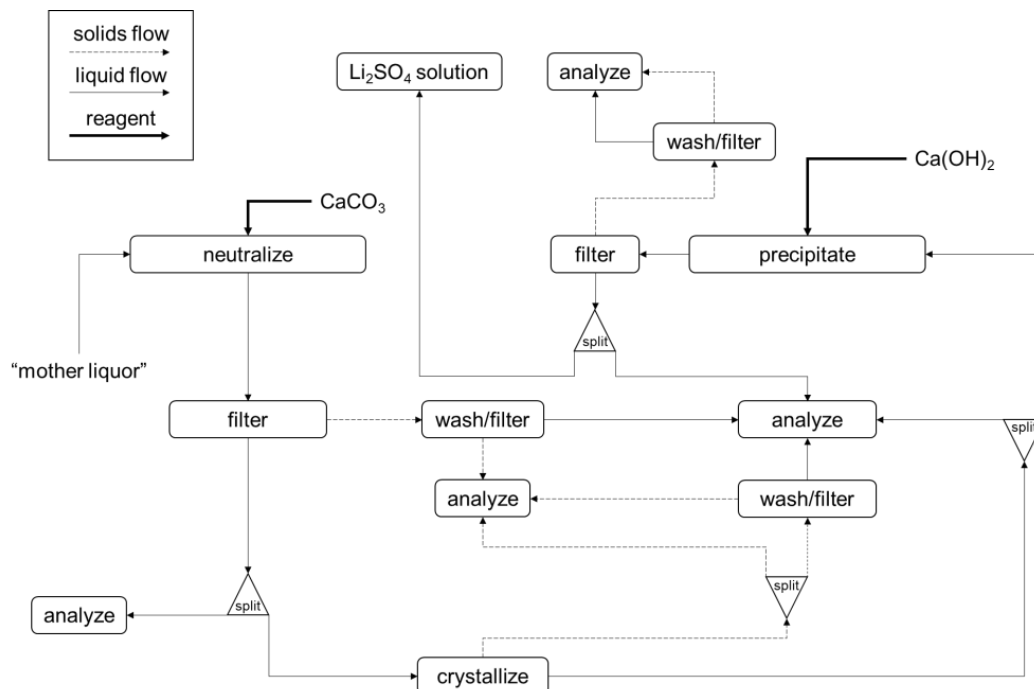 solids flow
liquid flow
reagent
Li₂SO₄ solution
analyze
wash/filter
Ca(OH)₂
CaCO₃
neutralize
filter
precipitate
split
“mother liquor”
filter
wash/filter
analyze
split
analyze
wash/filter
split
split
analyze
crystallize